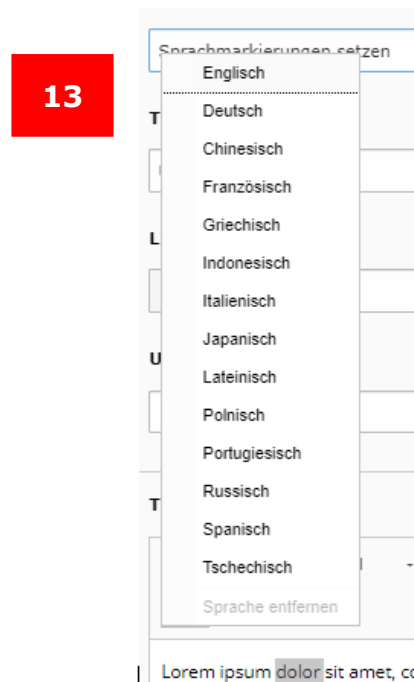 Sprachmarkierungen setzen
13
Englisch
T
Deutsch
Chinesisch
Französisch
L
Griechisch
Indonesisch
Italienisch
Japanisch
U
Lateinisch
Polnisch
Portugiesisch
T
Russisch
Spanisch
Tschechisch
Sprache entfernen
Lorem ipsum dolor sit amet, co